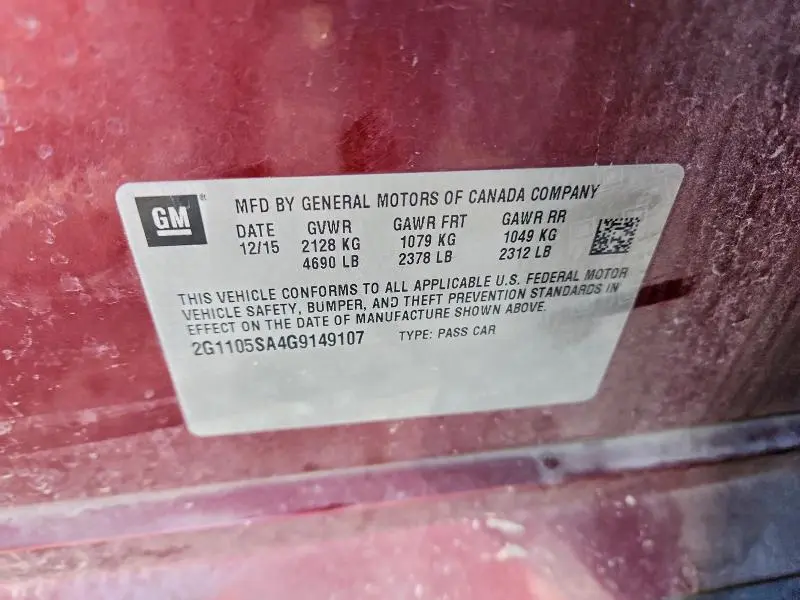 GM
MFD BY GENERAL MOTORS OF CANADA COMPANY
DATE GVWR GAWR FRT GAWR RR
12/15 2128 KG 1079 KG 1049 KG
4690 LB 2378 LB 2312 LB
THIS VEHICLE CONFORMS TO ALL APPLICABLE U.S. FEDERAL MOTOR
VEHICLE SAFETY, BUMPER, AND THEFT PREVENTION STANDARDS IN
EFFECT ON THE DATE OF MANUFACTURE SHOWN ABOVE.
2G1105SA4G9149107 TYPE: PASS CAR